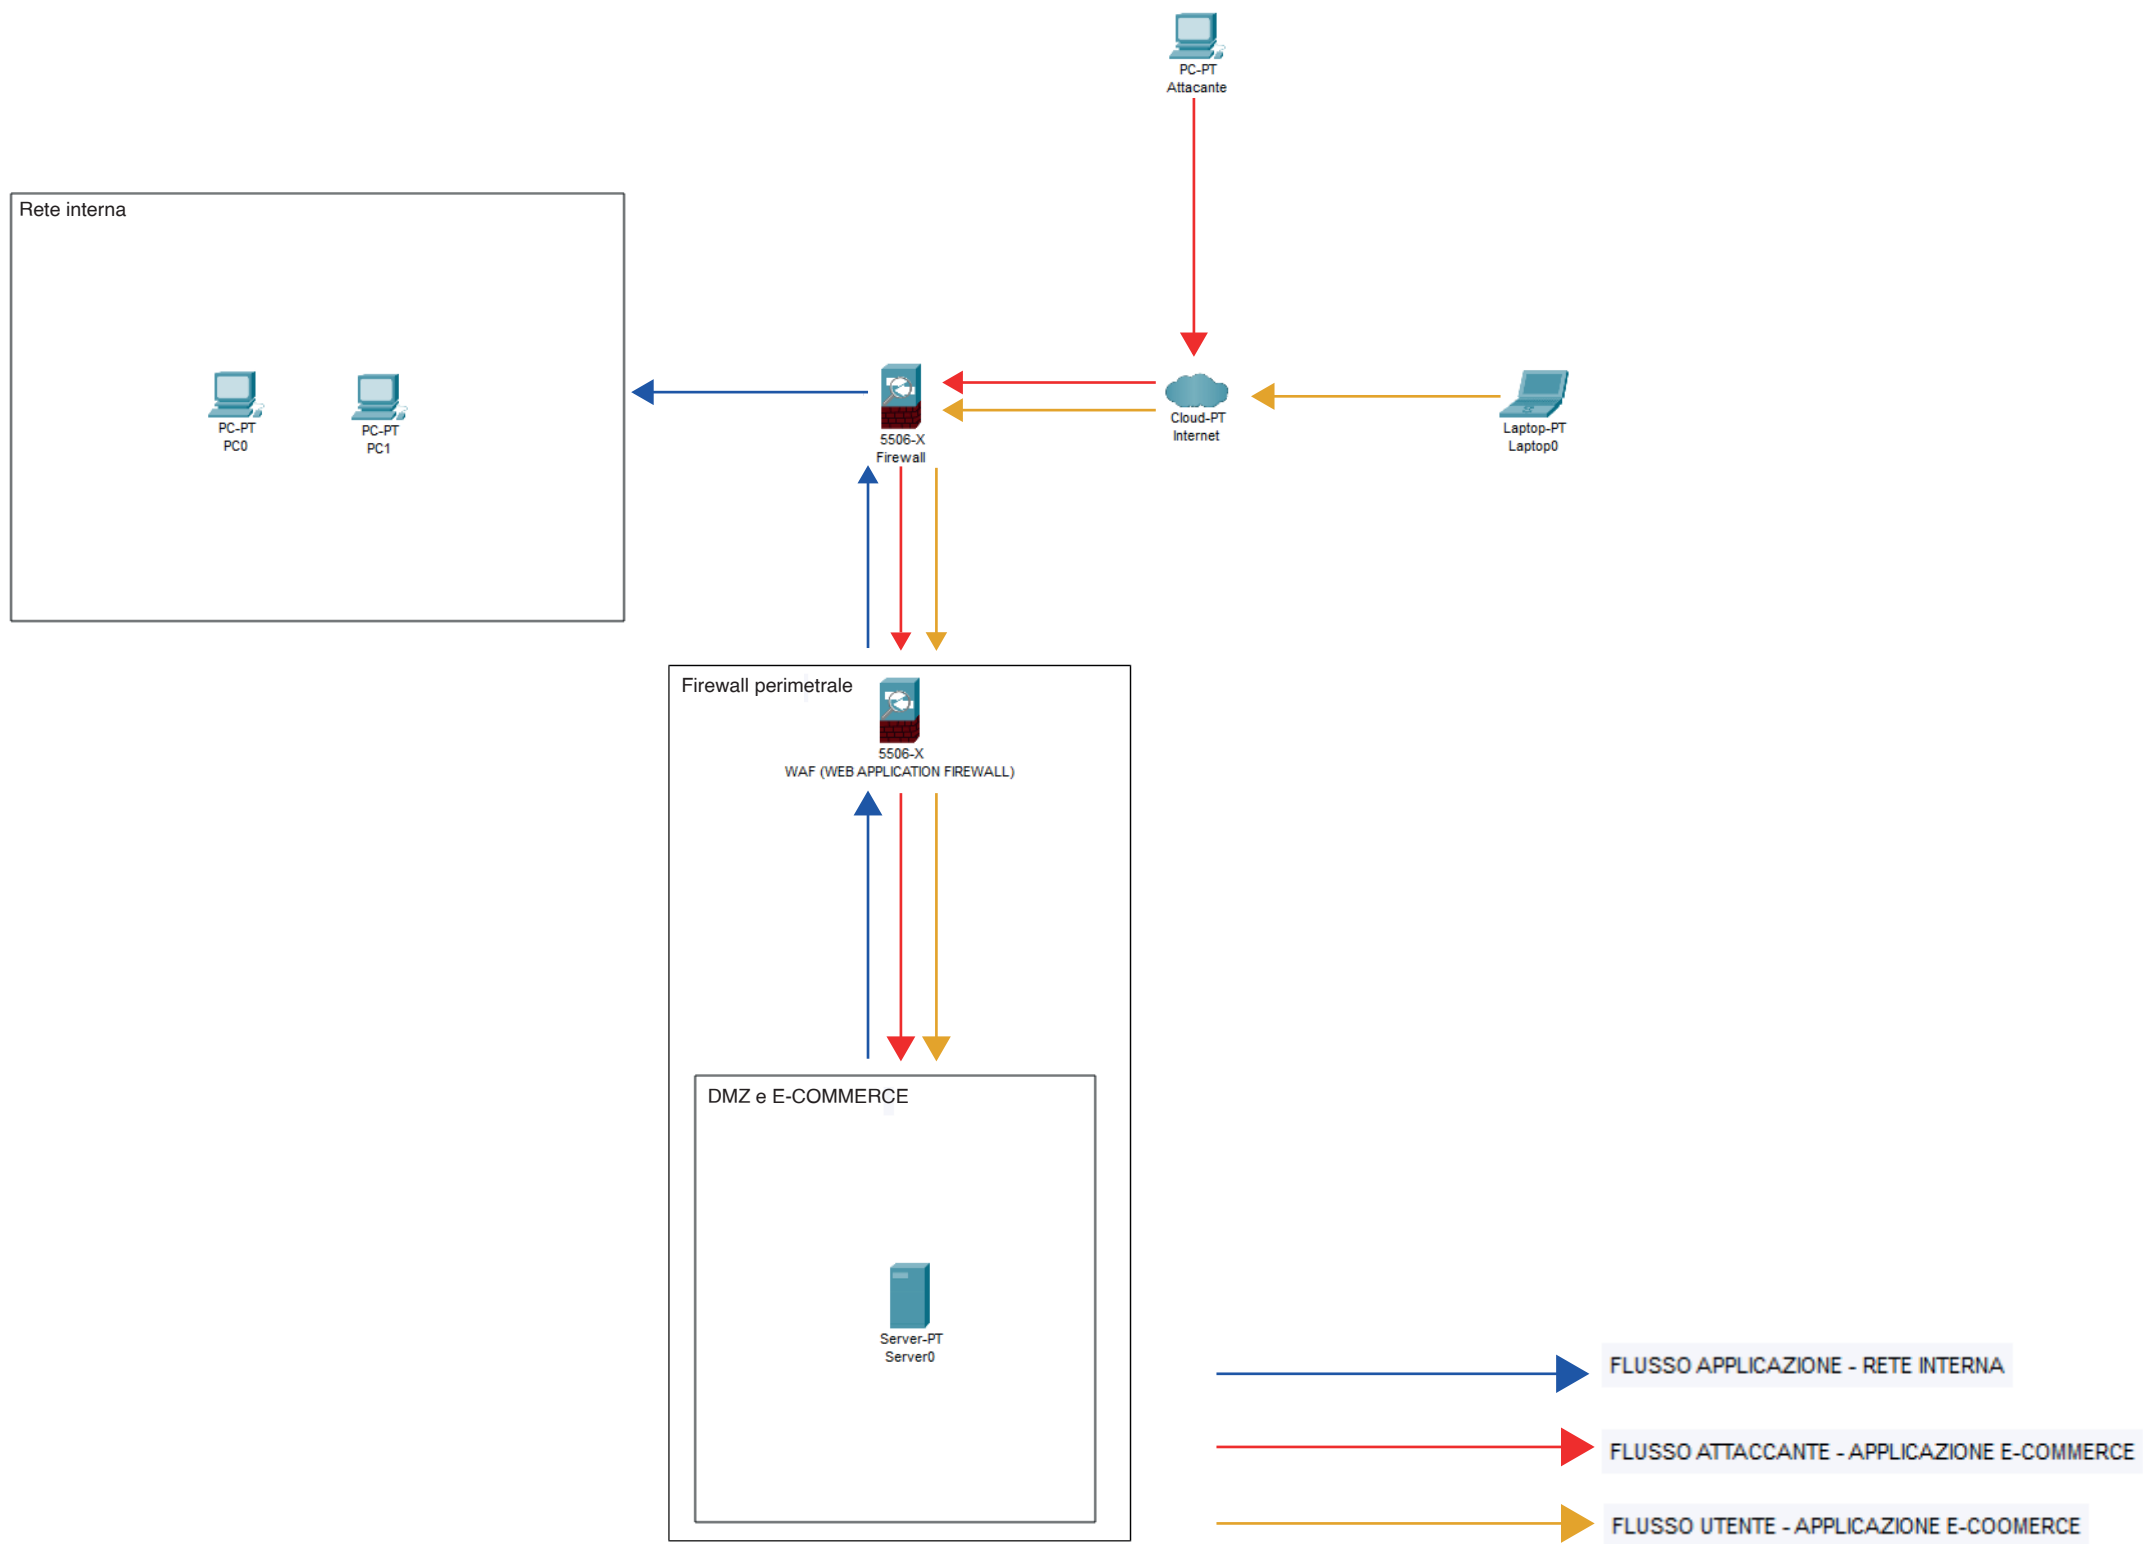 PC-PT
Attacante
Rete interna
PC-PT
PC0
PC-PT
PC1
5506-X
Firewall
Cloud-PT
Internet
Laptop-PT
Laptop0
Firewall perimetrale
5506-X
WAF (WEB APPLICATION FIREWALL)
DMZ e E-COMMERCE
Server-PT
Server0
FLUSSO APPLICAZIONE - RETE INTERNA
FLUSSO ATTACCANTE - APPLICAZIONE E-COMMERCE
FLUSSO UTENTE - APPLICAZIONE E-COOMERCE